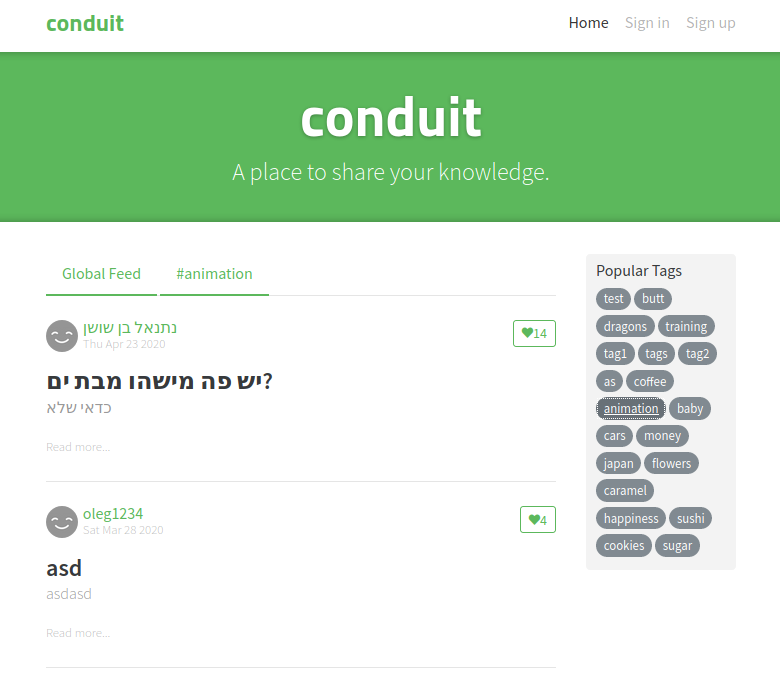 conduit
Home Sign in Sign up
conduit
A place to share your knowledge.
Global Feed #animation
נתנאל בן שושן
Thu Apr 23 2020
14
יש פה מישהו מבת ים?
כדאי שלא
Read more...
oleg1234
Sat Mar 28 2020
4
asd
asdasd
Read more...
Popular Tags
test butt
dragons training
tag1 tags tag2
as coffee
animation baby
cars money
japan flowers
caramel
happiness sushi
cookies sugar